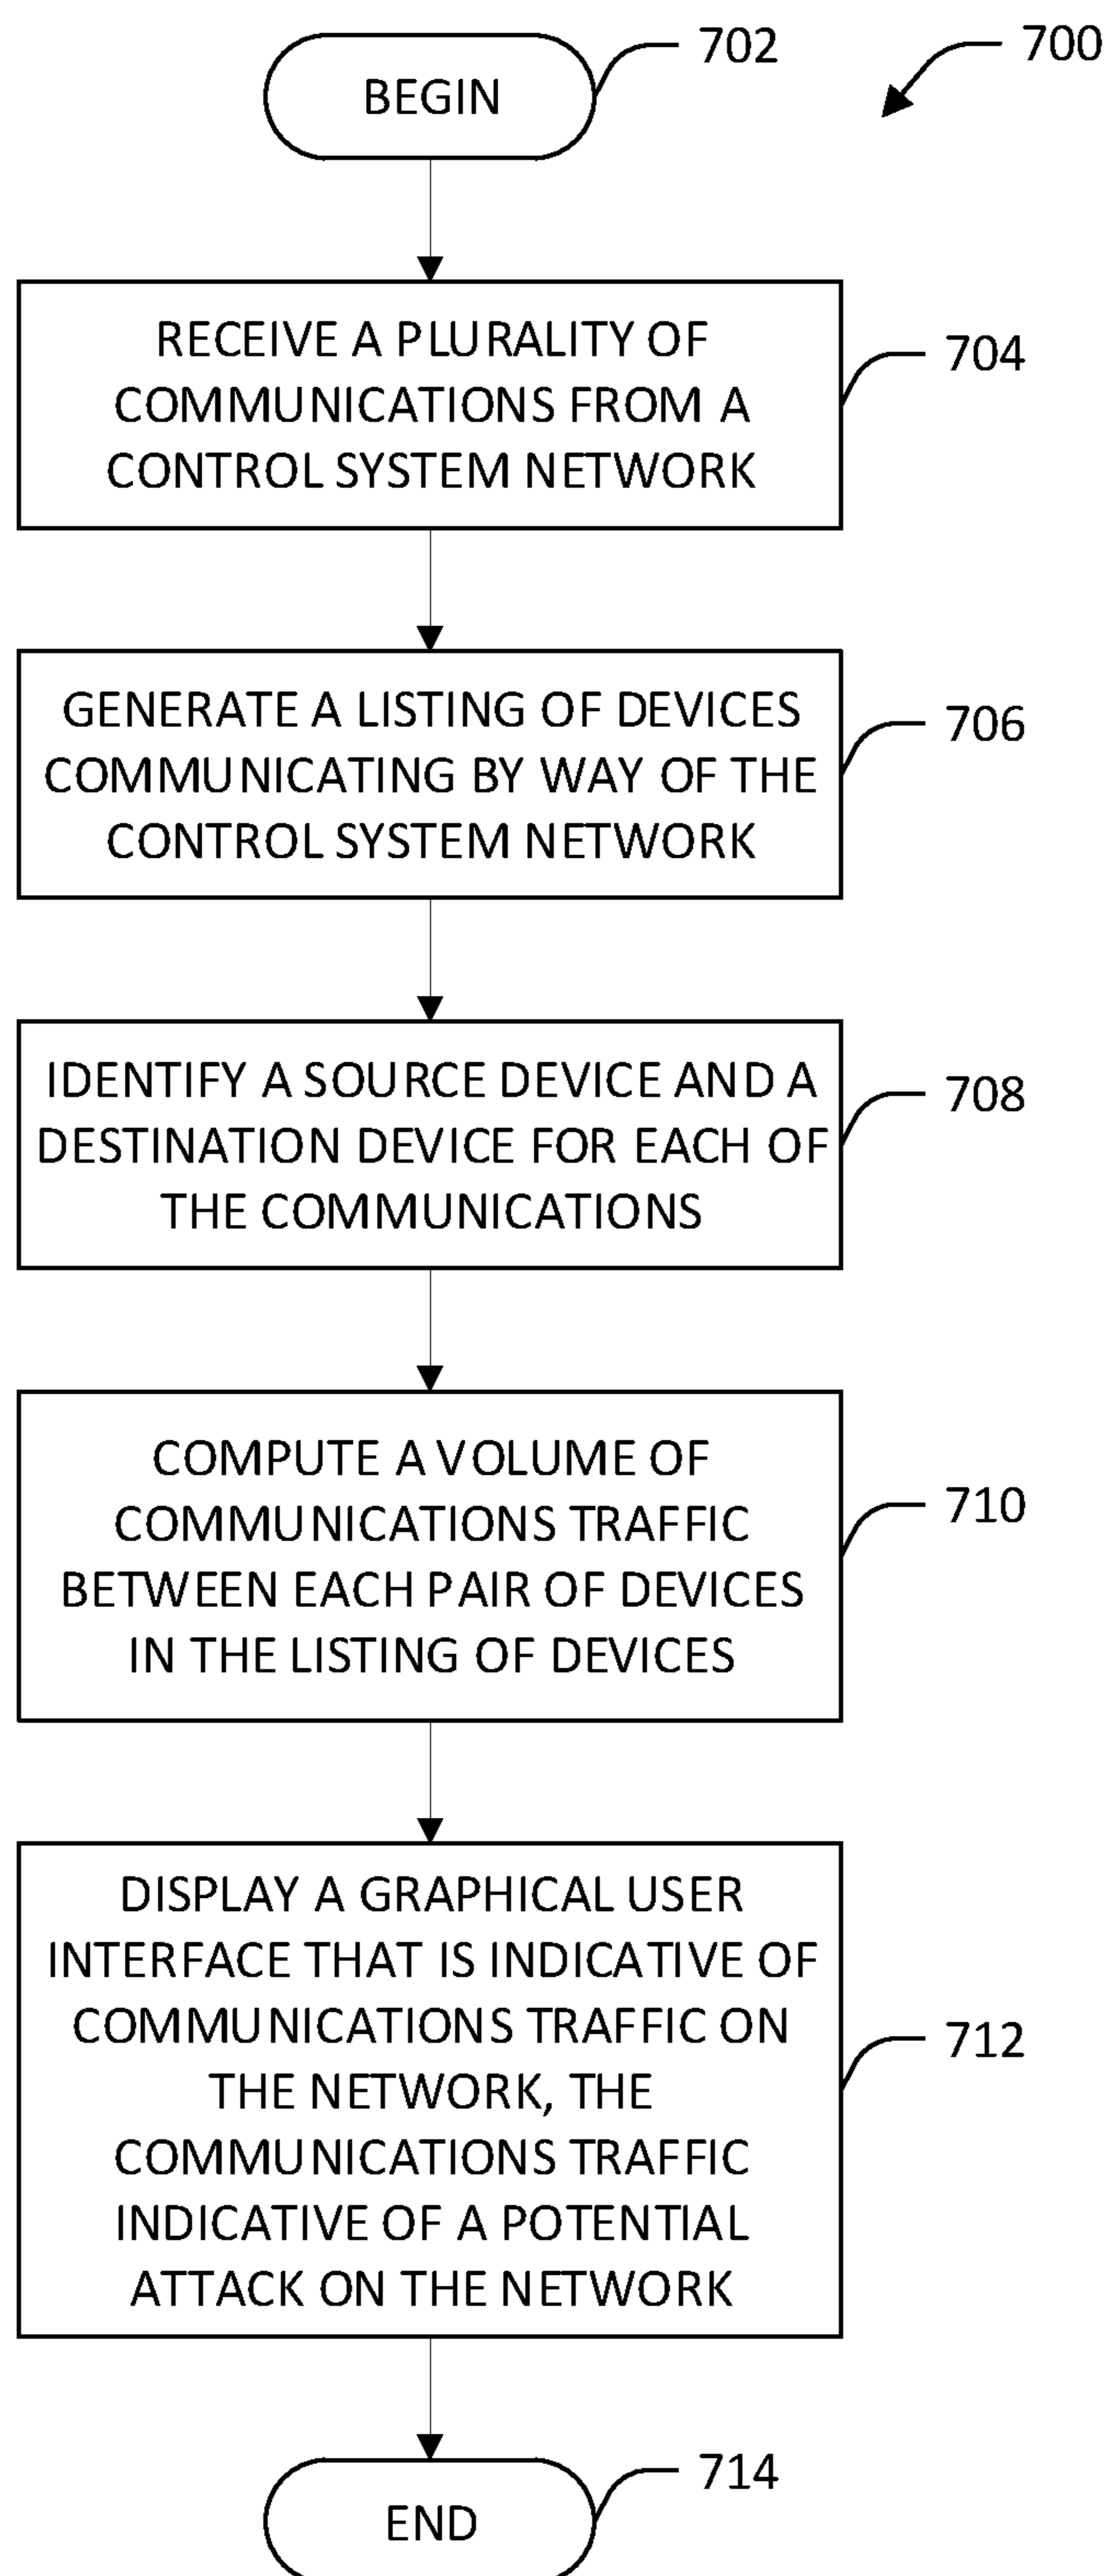 BEGIN
702
700
RECEIVE A PLURALITY OF
COMMUNICATIONS FROM A
CONTROL SYSTEM NETWORK
704
GENERATE A LISTING OF DEVICES
COMMUNICATING BY WAY OF THE
CONTROL SYSTEM NETWORK
706
IDENTIFY A SOURCE DEVICE AND A
DESTINATION DEVICE FOR EACH OF
THE COMMUNICATIONS
708
COMPUTE A VOLUME OF
COMMUNICATIONS TRAFFIC
BETWEEN EACH PAIR OF DEVICES
IN THE LISTING OF DEVICES
710
DISPLAY A GRAPHICAL USER
INTERFACE THAT IS INDICATIVE OF
COMMUNICATIONS TRAFFIC ON
THE NETWORK, THE
COMMUNICATIONS TRAFFIC
INDICATIVE OF A POTENTIAL
ATTACK ON THE NETWORK
712
END
714